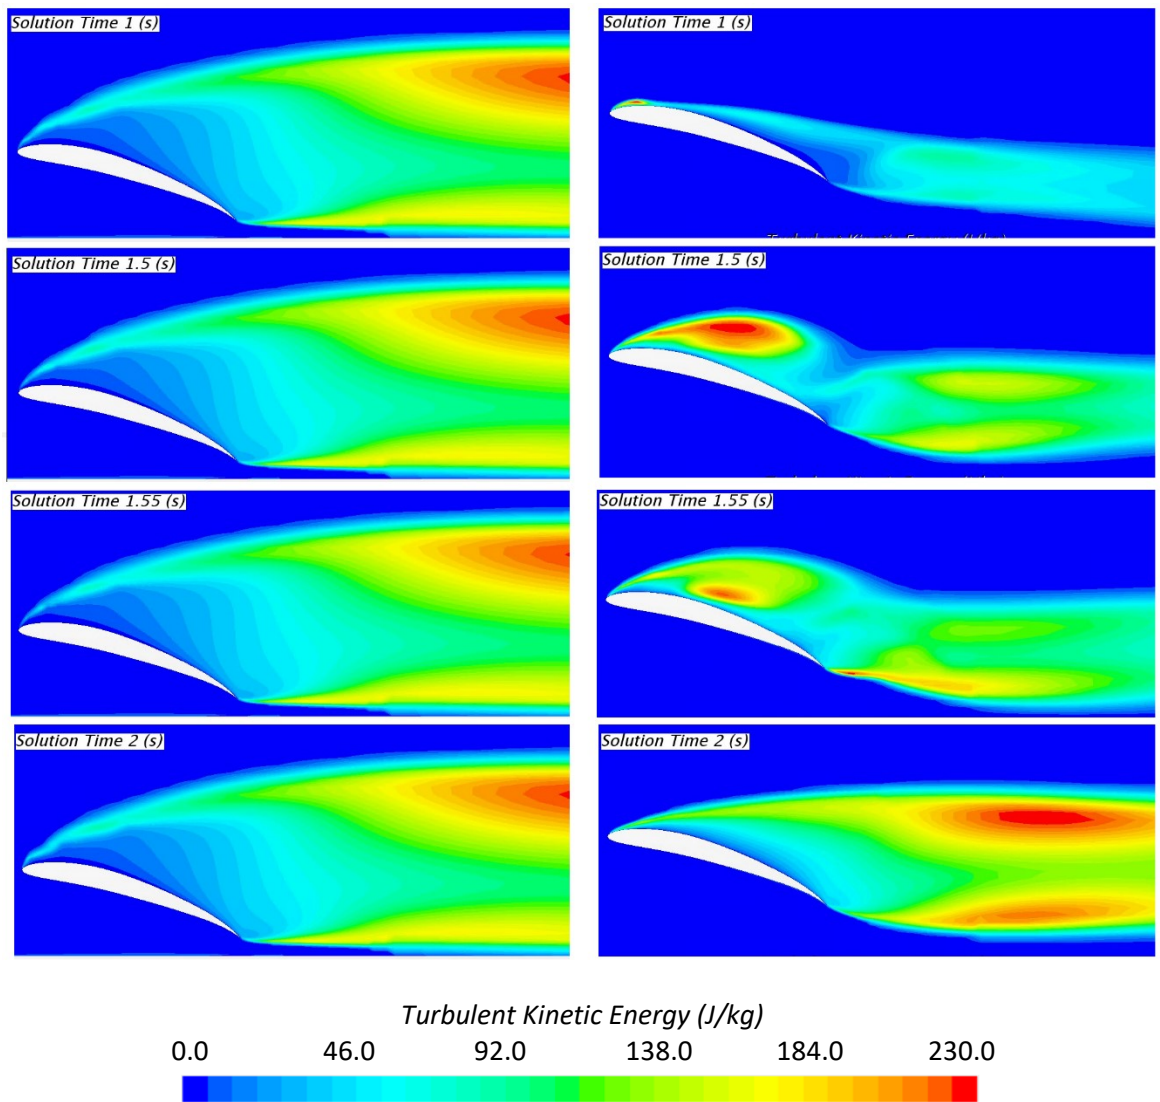 Solution Time 1 (s)
Solution Time 1 (s)
Solution Time 1.5 (s)
Solution Time 1.5 (s)
Solution Time 1.55 (s)
Solution Time 1.55 (s)
Solution Time 2 (s)
Solution Time 2 (s)
Turbulent Kinetic Energy (J/kg)
0.0 46.0 92.0 138.0 184.0 230.0